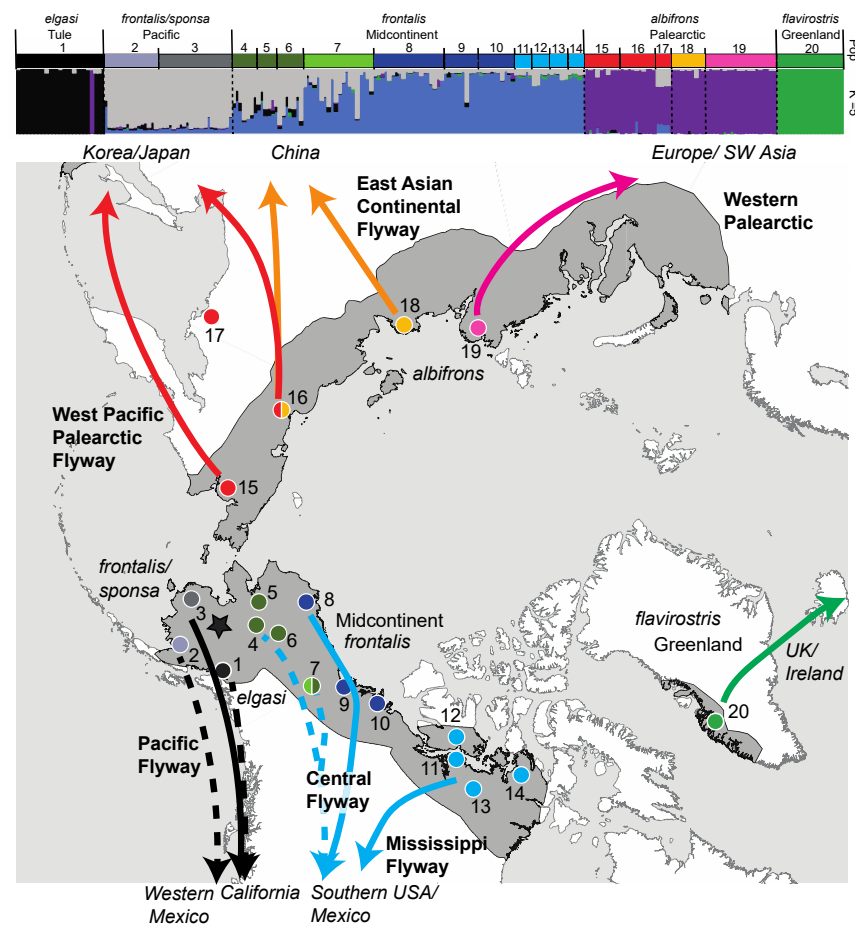 elgasi frontalis/sponsa frontalis albifrons flavirostris
Tule Pacific Midcontinent Palearctic Greenland
1 2 3 4 5 6 7 8 9 10 11 12 13 14 15 16 17 18 19 20
Pop
K=5
Korea/Japan China Europe/ SW Asia
East Asian
Continental
Flyway
Western
Palearctic
17
18
19
albifrons
16
West Pacific
Palearctic
Flyway
15
frontalis/
sponsa
3
5
8
4
6
Midcontinent
frontalis
2
1
elgasi
7
9
10
12
11
13
14
flavirostris
Greenland
UK/
Ireland
20
Pacific
Flyway
Central
Flyway
Mississippi
Flyway
Western
Mexico
California
Southern USA/
Mexico